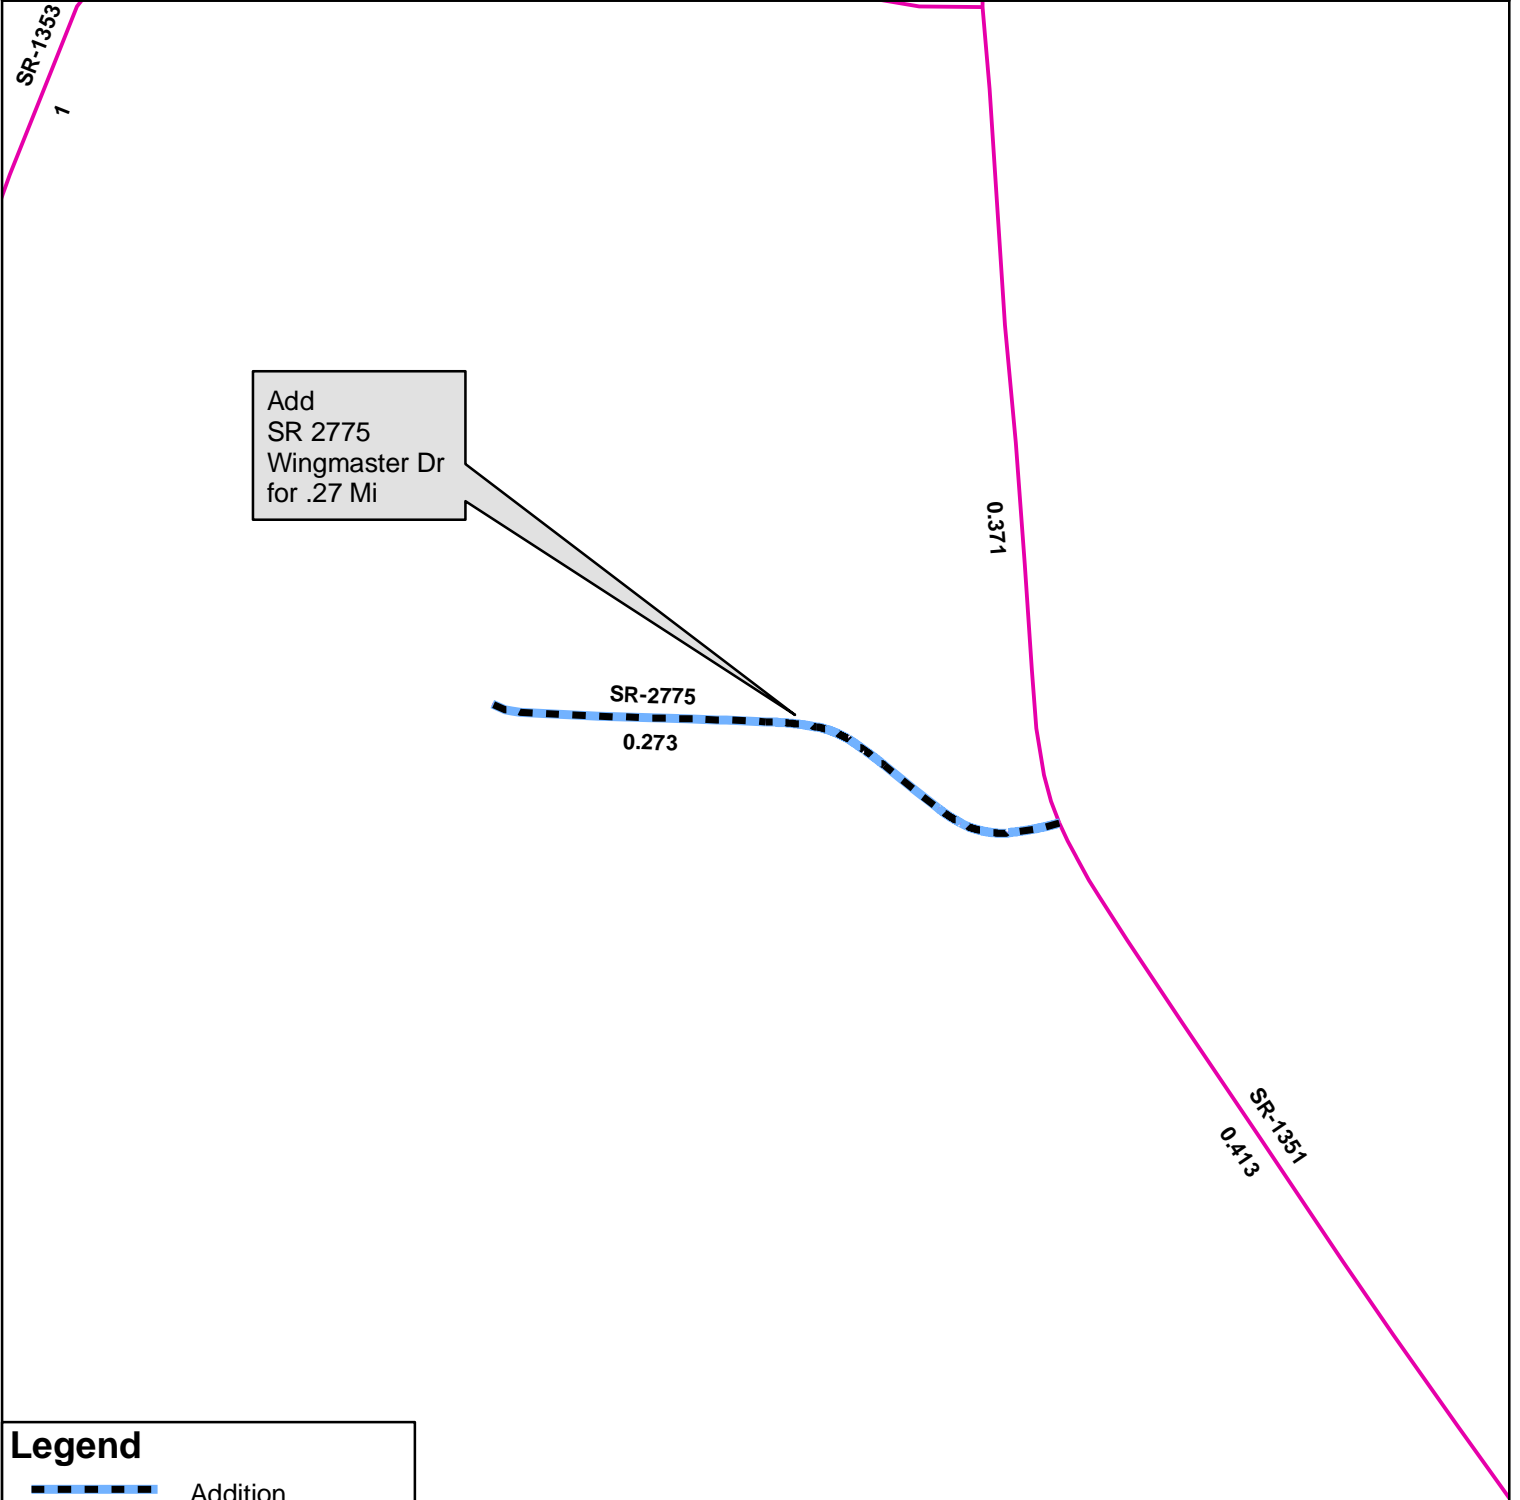 SR-1353
1
Add
SR 2775
Wingmaster Dr
for .27 Mi
0.371
SR-2775
0.273
SR-1351
0.413
Legend
Addition